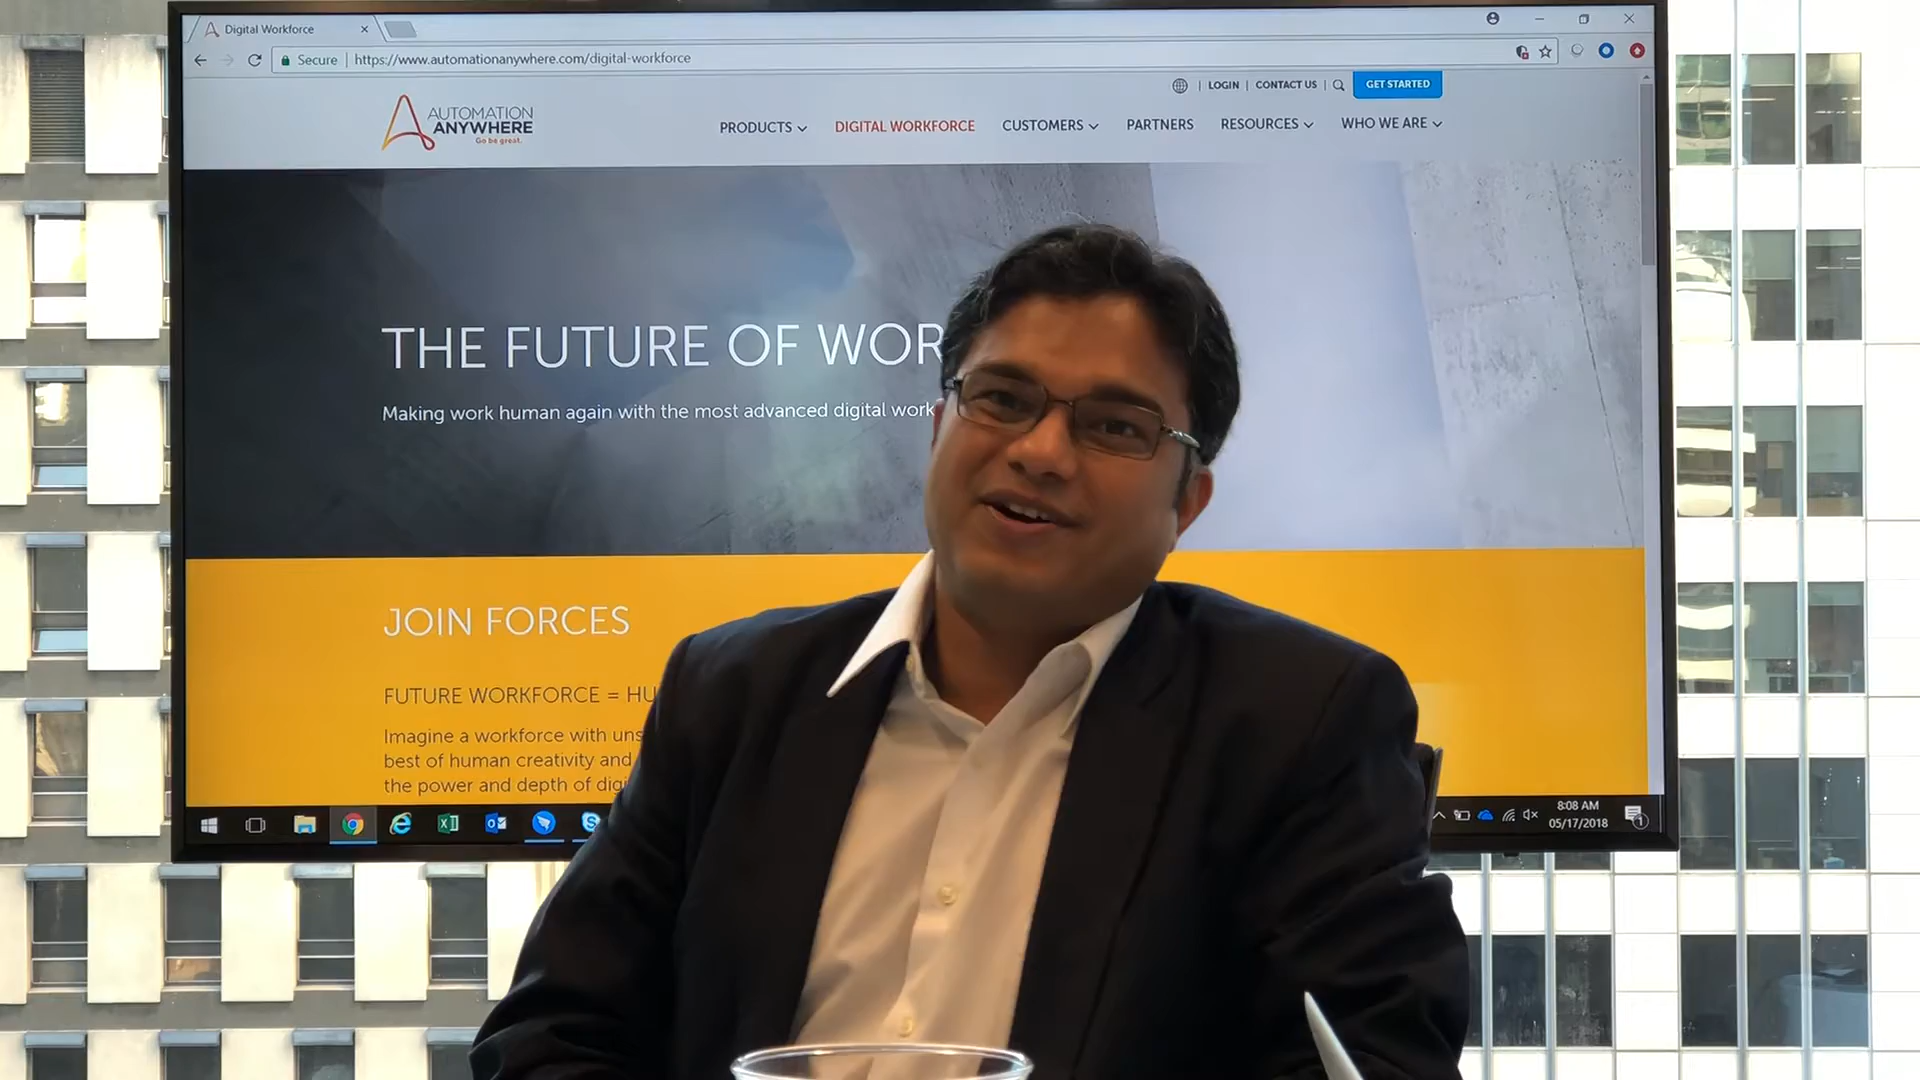 Digital Workforce
Secure
https://www.automationanywhere.com/digital-workforce
LOGIN | CONTACT US
GET STARTED
AUTOMATION
ANYWHERE
Go be great.
PRODUCTS
DIGITAL WORKFORCE
CUSTOMERS
PARTNERS
RESOURCES
WHO WE ARE
THE FUTURE OF WOR
Making work human again with the most advanced digital work
JOIN FORCES
FUTURE WORKFORCE = HU
Imagine a workforce with uns
best of human creativity and
the power and depth of digi
8:08 AM
05/17/2018
1